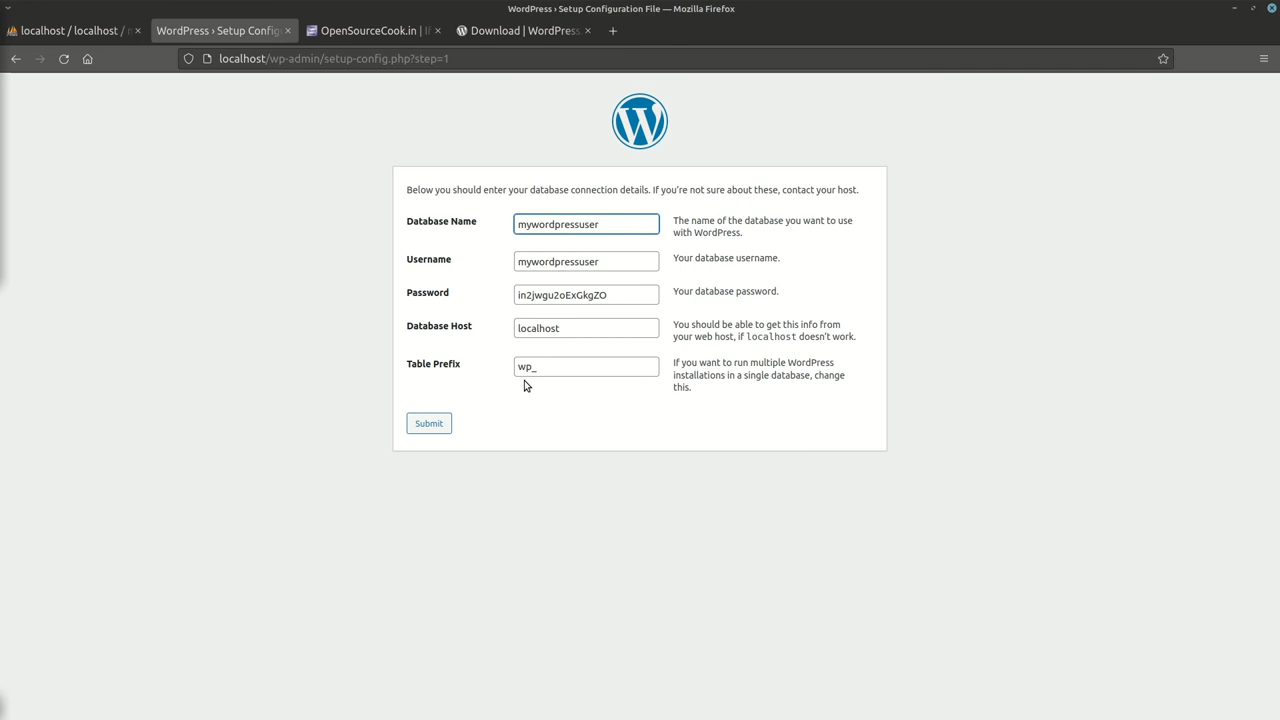 WordPress › Setup Configuration File — Mozilla Firefox
localhost / localhost /
WordPress › Setup Config
OpenSourceCook.in |
Download | WordPress
localhost/wp-admin/setup-config.php?step=1
W
Below you should enter your database connection details. If you're not sure about these, contact your host.
Database Name
mywordpressuser
The name of the database you want to use
with WordPress.
Username
mywordpressuser
Your database username.
Password
in2jwgu2oExGkgZO
Your database password.
Database Host
localhost
You should be able to get this info from
your web host, if localhost doesn't work.
Table Prefix
wp_
If you want to run multiple WordPress
installations in a single database, change
this.
Submit